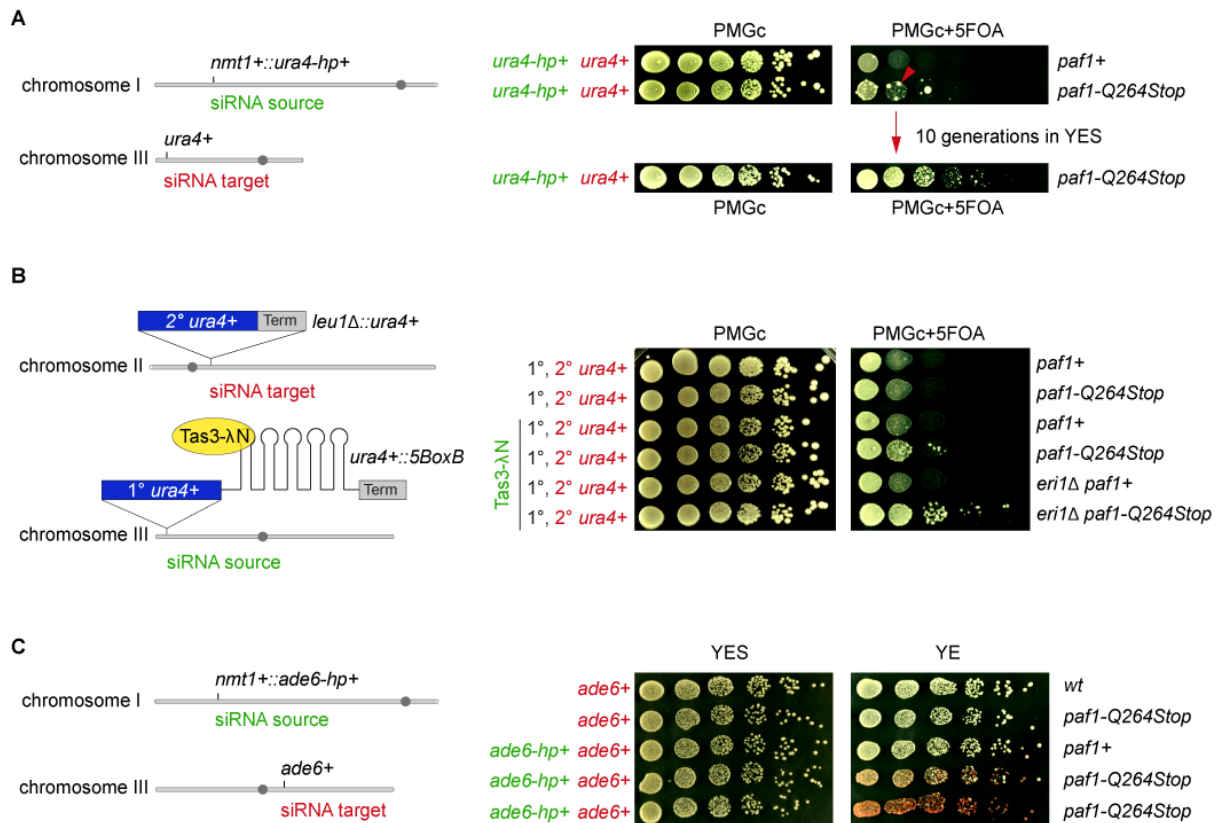 A
nmt1+::ura4-hp+
chromosome I
siRNA source
ura4+
chromosome III
siRNA target
PMGc PMGc+5FOA
ura4-hp+ ura4+ paf1+
ura4-hp+ ura4+ paf1-Q264Stop
10 generations in YES
ura4-hp+ ura4+ paf1-Q264Stop
PMGc PMGc+5FOA
B
2° ura4+ Term leu1Δ::ura4+
chromosome II
siRNA target
Tas3-λN
ura4+::5BoxB
1° ura4+ Term
chromosome III
siRNA source
PMGc PMGc+5FOA
1°, 2° ura4+ paf1+
1°, 2° ura4+ paf1-Q264Stop
Tas3-λN
1°, 2° ura4+ paf1+
1°, 2° ura4+ paf1-Q264Stop
1°, 2° ura4+ eri1Δ paf1+
1°, 2° ura4+ eri1Δ paf1-Q264Stop
C
nmt1+::ade6-hp+
chromosome I
siRNA source
ade6+
chromosome III
siRNA target
YES YE
ade6+ wt
ade6+ paf1-Q264Stop
ade6-hp+ ade6+ paf1+
ade6-hp+ ade6+ paf1-Q264Stop
ade6-hp+ ade6+ paf1-Q264Stop